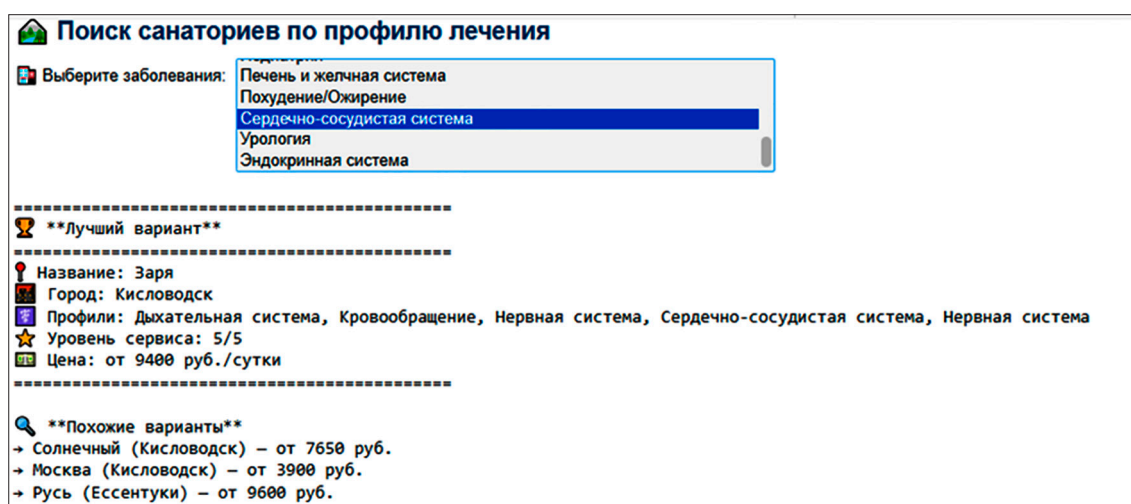 Поиск санаториев по профилю лечения
Выберите заболевания:
Печень и желчная система
Похудение/Ожирение
Сердечно-сосудистая система
Урология
Эндокринная система
=============================================
**Лучший вариант**
=============================================
Название: Заря
Город: Кисловодск
Профили: Дыхательная система, Кровообращение, Нервная система, Сердечно-сосудистая система, Нервная система
Уровень сервиса: 5/5
Цена: от 9400 руб./сутки
=============================================
**Похожие варианты**
→ Солнечный (Кисловодск) — от 7650 руб.
→ Москва (Кисловодск) — от 3900 руб.
→ Русь (Ессентуки) — от 9600 руб.